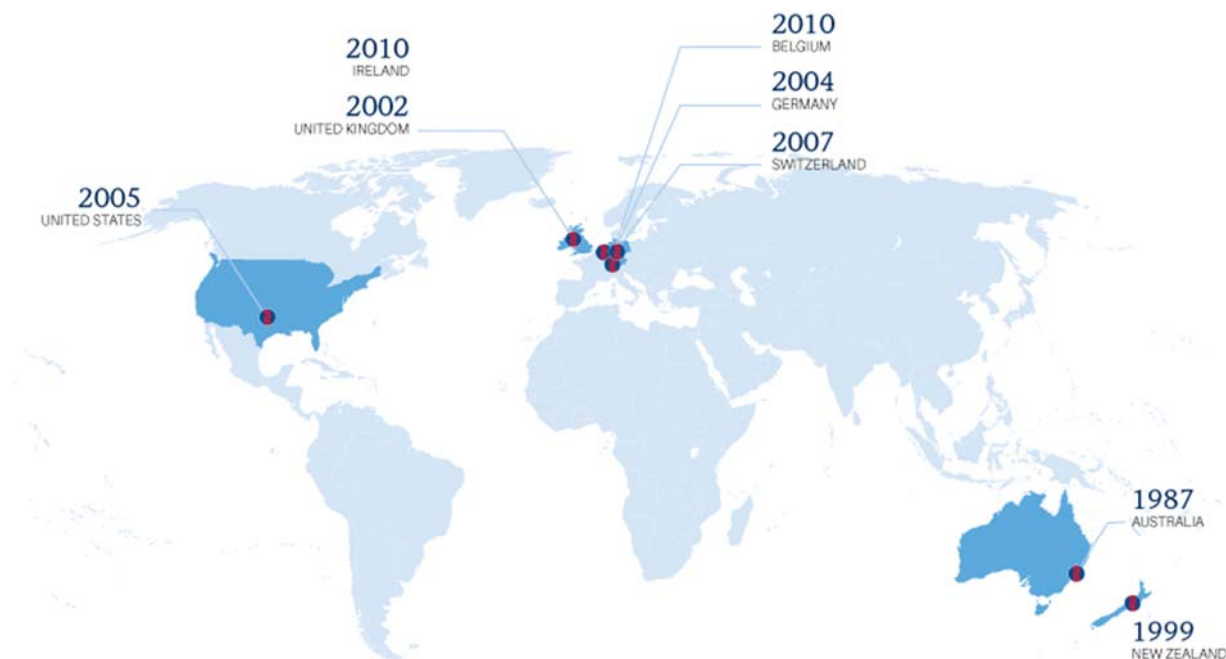 2010
IRELAND
2002
UNITED KINGDOM
2005
UNITED STATES
2010
BELGIUM
2004
GERMANY
2007
SWITZERLAND
1987
AUSTRALIA
1999
NEW ZEALAND